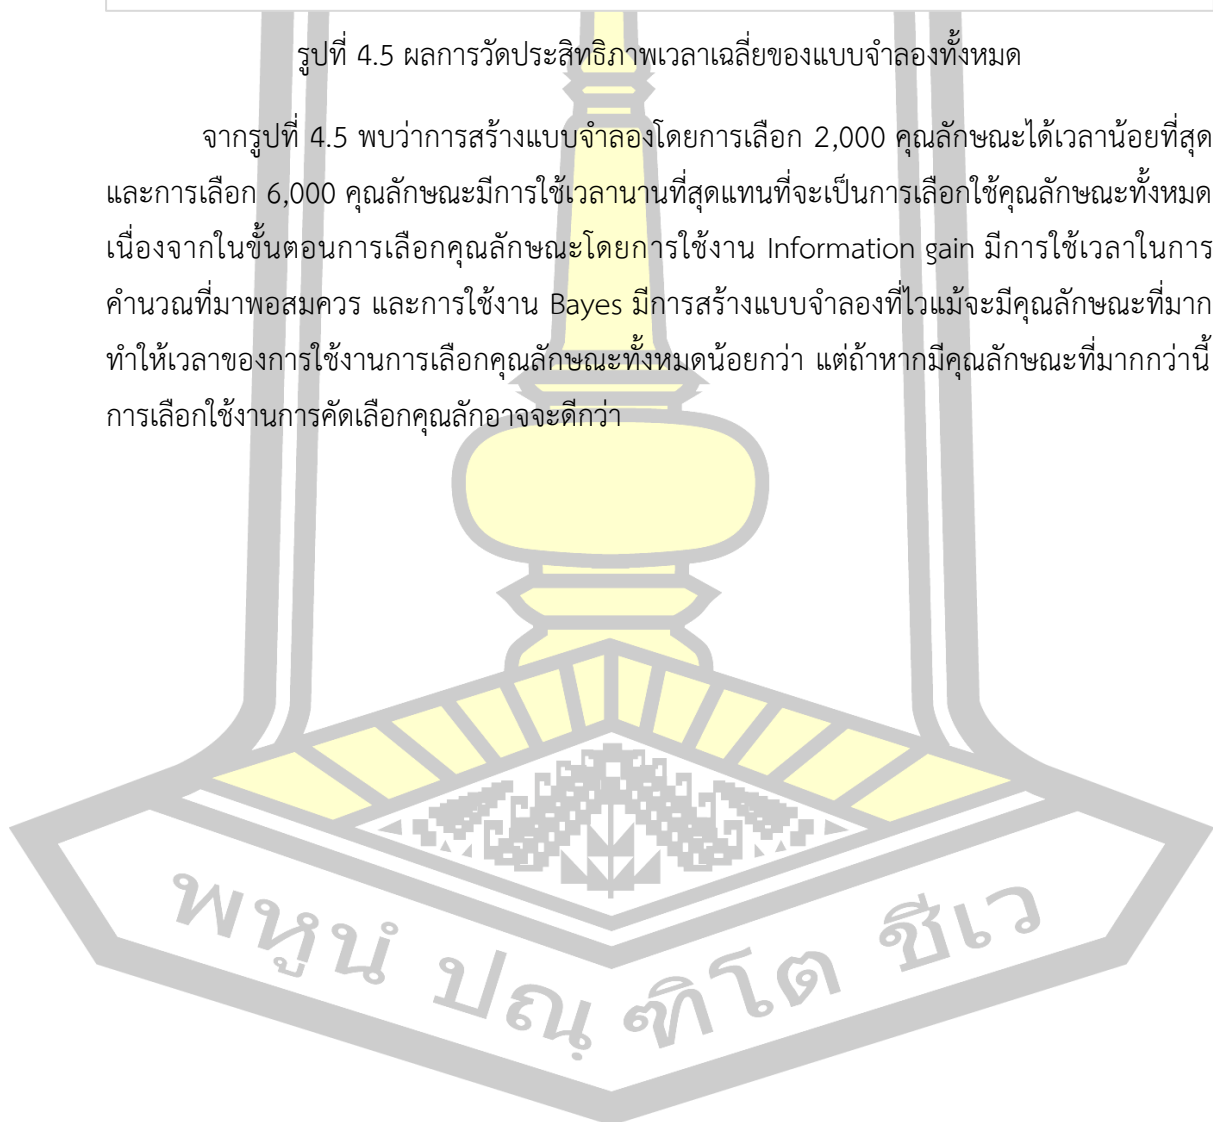 รูปที่ 4.5 ผลการวัดประสิทธิภาพเวลาเฉลี่ยของแบบจำลองทั้งหมด
จากรูปที่ 4.5 พบว่าการสร้างแบบจำลองโดยการเลือก 2,000 คุณลักษณะได้เวลาน้อยที่สุด
และการเลือก 6,000 คุณลักษณะมีการใช้เวลานานที่สุดแทนที่จะเป็นการเลือกใช้คุณลักษณะทั้งหมด
เนื่องจากในขั้นตอนการเลือกคุณลักษณะโดยการใช้งาน Information gain มีการใช้เวลาในการ
คำนวณที่มาพอสมควร และการใช้งาน Bayes มีการสร้างแบบจำลองที่ไวแม้จะมีคุณลักษณะที่มาก
ทำให้เวลาของการใช้งานการเลือกคุณลักษณะทั้งหมดน้อยกว่า แต่ถ้าหากมีคุณลักษณะที่มากกว่านี้
การเลือกใช้งานการคัดเลือกคุณลักอาจจะดีกว่า
พหูนํ ปณฺ ฑิโต ชีเว